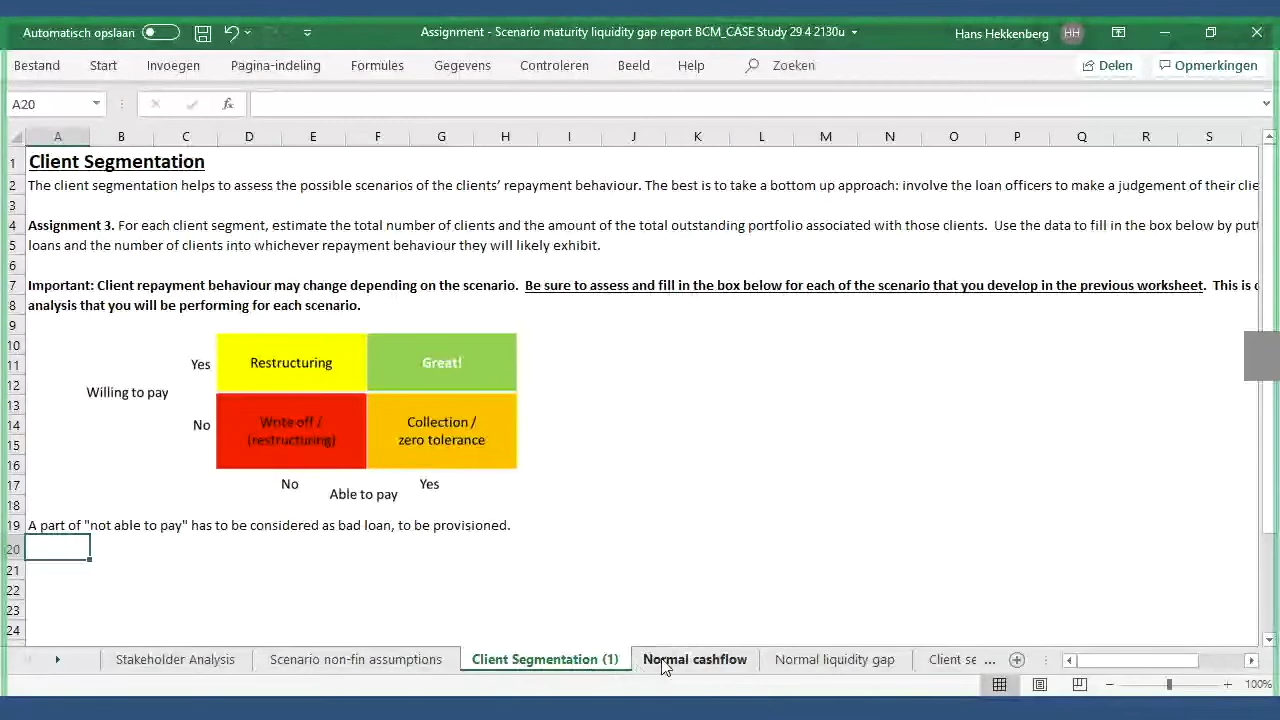 Automatisch opslaan
Assignment - Scenario maturity liquidity gap report BCM_CASE Study 29 4 2130u
Hans Hekkenberg HH
Bestand Start Invoegen Pagina-indeling Formules Gegevens Controleren Beeld Help Zoeken Delen Opmerkingen
A20 fx
A B C D E F G H I J K L M N O P Q R S
1 Client Segmentation
2 The client segmentation helps to assess the possible scenarios of the clients' repayment behaviour. The best is to take a bottom up approach: involve the loan officers to make a judgement of their clie
3
4 Assignment 3. For each client segment, estimate the total number of clients and the amount of the total outstanding portfolio associated with those clients. Use the data to fill in the box below by putt
5 loans and the number of clients into whichever repayment behaviour they will likely exhibit.
6
7 Important: Client repayment behaviour may change depending on the scenario. Be sure to assess and fill in the box below for each of the scenario that you develop in the previous worksheet. This is
8 analysis that you will be performing for each scenario.
9
10
11 Yes Restructuring Great!
12 Willing to pay
13
14 No Write off / Collection /
15 (restructuring) zero tolerance
16
17 No Yes
18 Able to pay
19 A part of "not able to pay" has to be considered as bad loan, to be provisioned.
20
21
22
23
24
Stakeholder Analysis Scenario non-fin assumptions Client Segmentation (1) Normal cashflow Normal liquidity gap Client se ...
100%